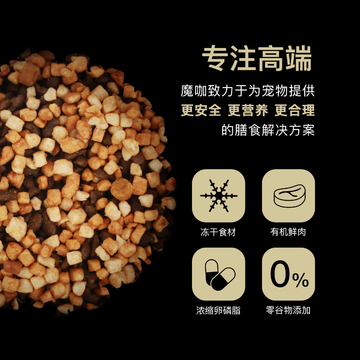 专注高端
魔咖致力于为宠物提供
更安全 更营养 更合理
的膳食解决方案
冻干食材
有机鲜肉
浓缩卵磷脂
0%
零谷物添加